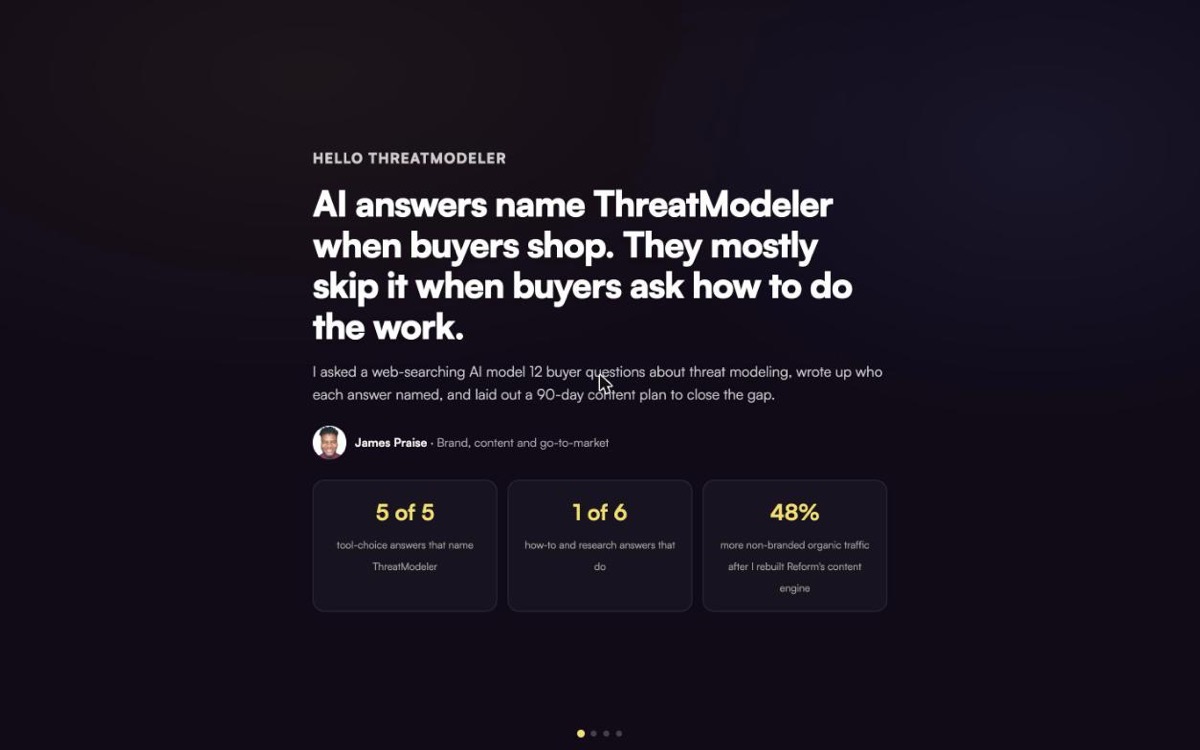 HELLO THREATMODELER
AI answers name ThreatModeler
when buyers shop. They mostly
skip it when buyers ask how to do
the work.
I asked a web-searching AI model 12 buyer questions about threat modeling, wrote up who
each answer named, and laid out a 90-day content plan to close the gap.
James Praise · Brand, content and go-to-market
5 of 5
tool-choice answers that name
ThreatModeler
1 of 6
how-to and research answers that
do
48%
more non-branded organic traffic
after I rebuilt Reform's content
engine